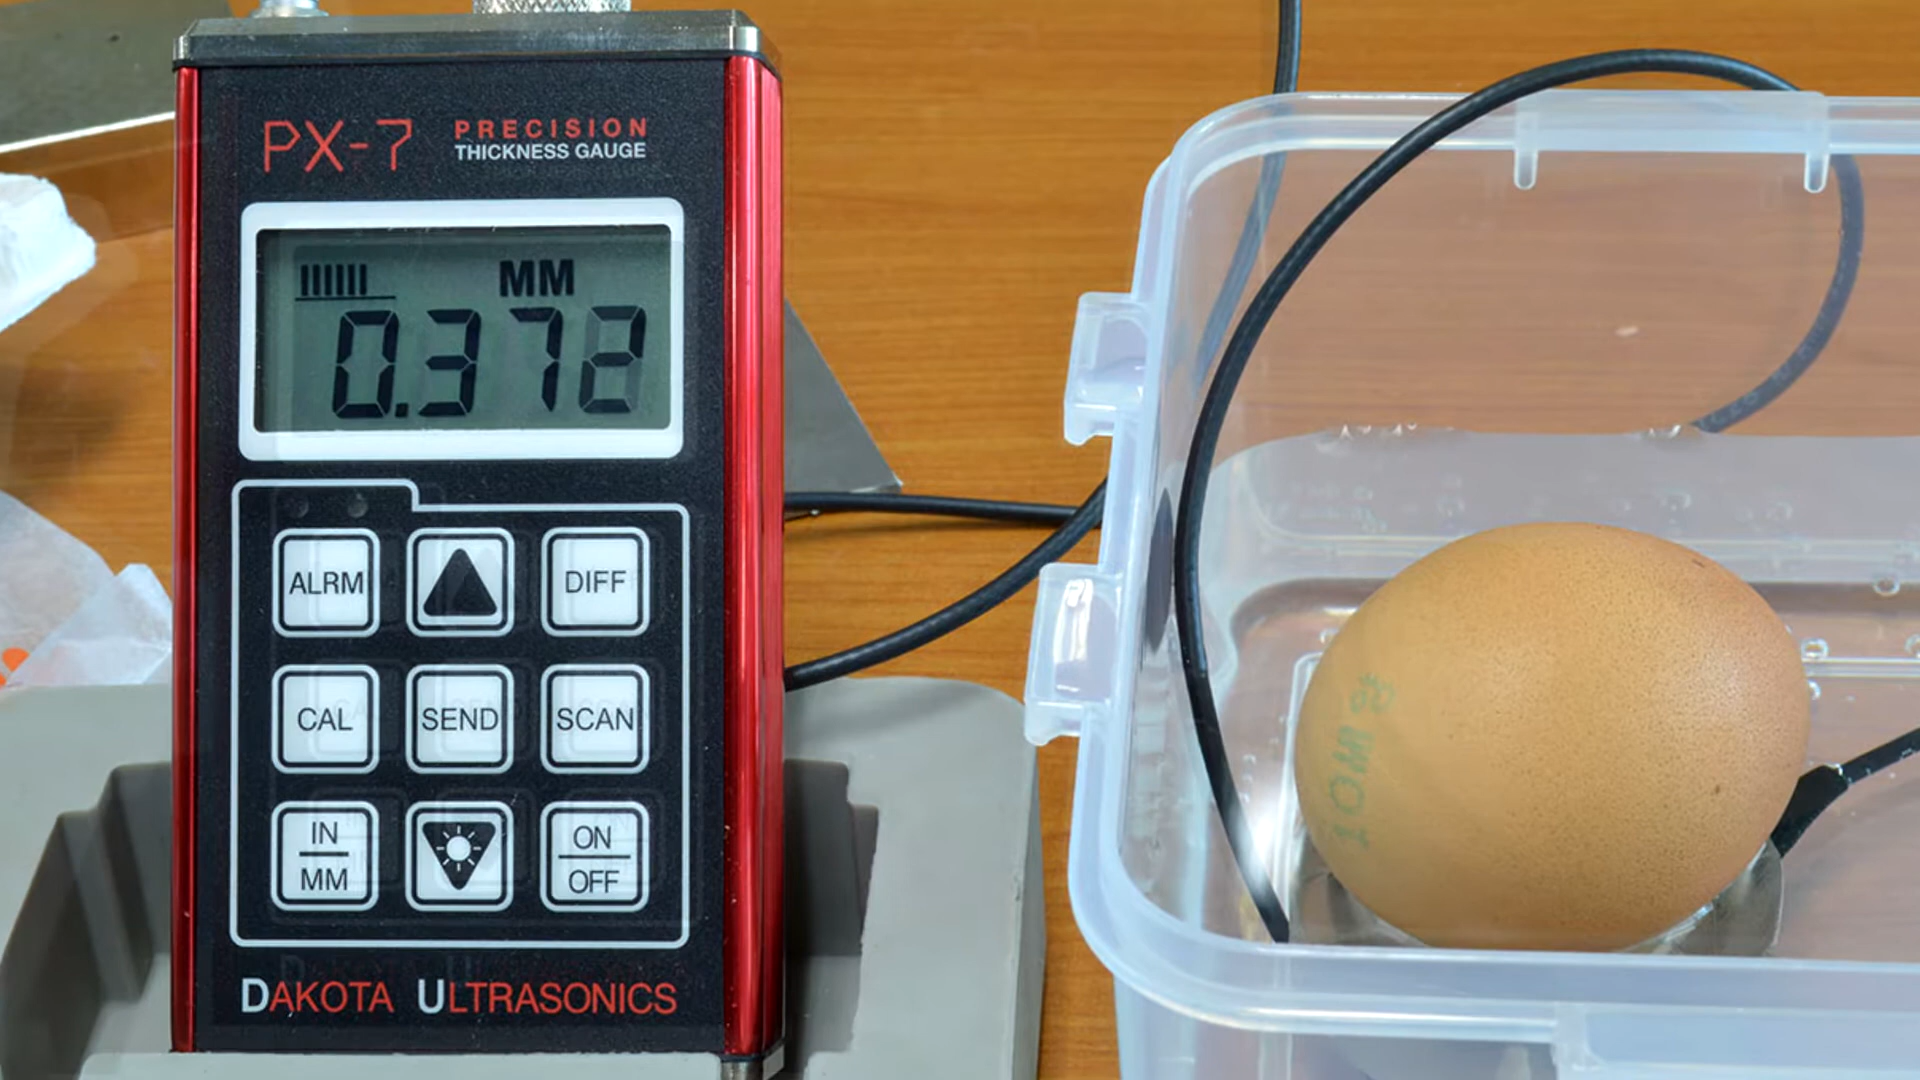 PX-7
PRECISION
THICKNESS GAUGE
MM
0.372
ALRM
DIFF
CAL
SEND
SCAN
IN
MM
ON
OFF
DAKOTA ULTRASONICS